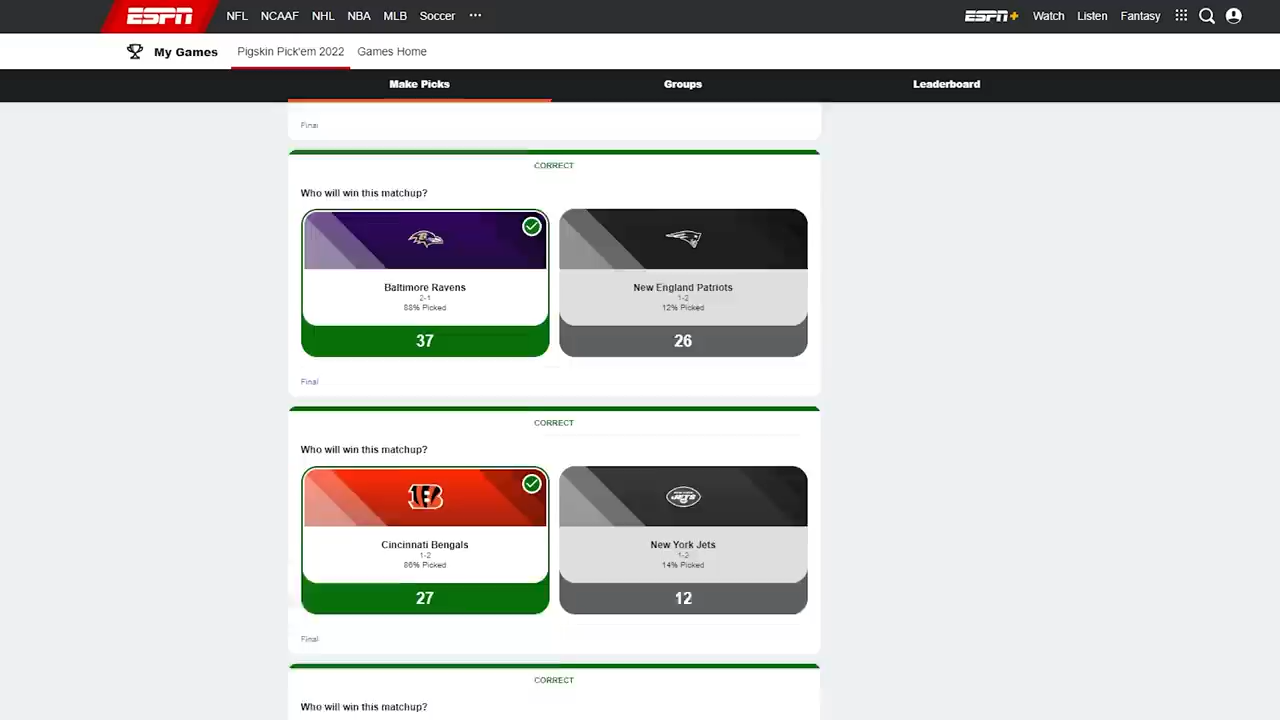 ESPN NFL NCAAF NHL NBA MLB Soccer ESPN+ Watch Listen Fantasy
My Games Pigskin Pick'em 2022 Games Home
Make Picks Groups Leaderboard
Final
CORRECT
Who will win this matchup?
Baltimore Ravens New England Patriots
2-1 1-2
88% Picked 12% Picked
37 26
Final
CORRECT
Who will win this matchup?
JETS
Cincinnati Bengals New York Jets
1-2 1-2
86% Picked 14% Picked
27 12
Final
CORRECT
Who will win this matchup?